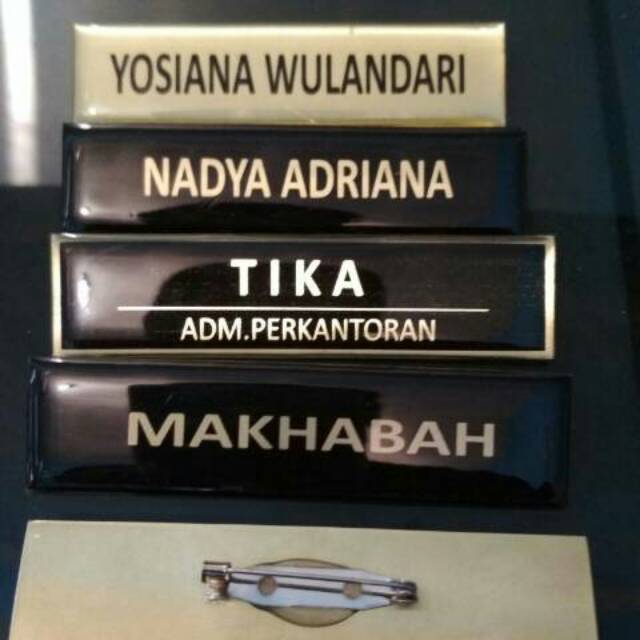 YOSIANA WULANDARI
NADYA ADRIANA
TIKA
ADM.PERKANTORAN
MAKHABAH